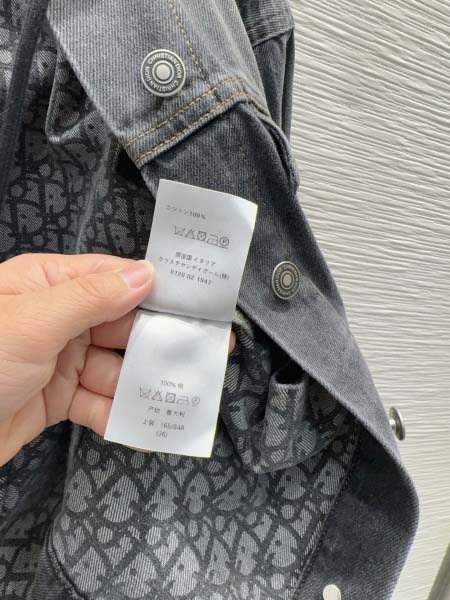 CHRISTIAN DIOR
コットン100%
原産国 イタリア
クリスチャンディオール(株)
0120 02 1947
100% 棉
产地 意大利
上装: 165/84A
(36)